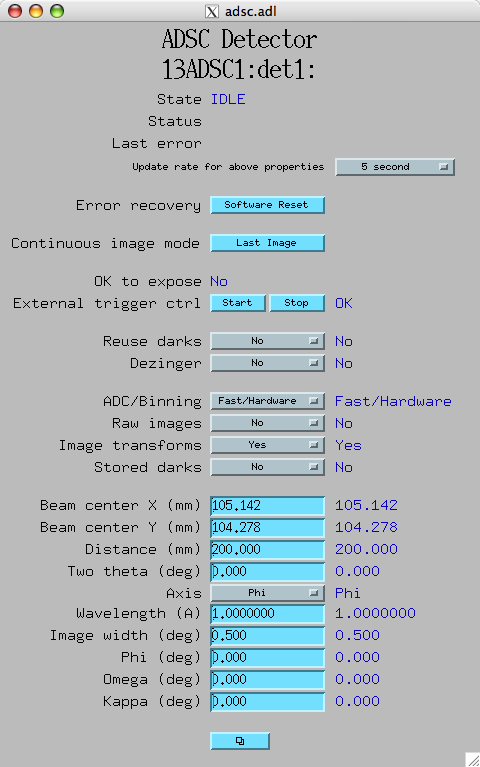 adsc.adl
ADSC Detector
13ADSC1:det1:
State IDLE
Status
Last error
Update rate for above properties 5 second
Error recovery Software Reset
Continuous image mode Last Image
OK to expose No
External trigger ctrl Start Stop OK
Reuse darks No No
Dezinger No No
ADC/Binning Fast/Hardware Fast/Hardware
Raw images No No
Image transforms Yes Yes
Stored darks No No
Beam center X (mm) 105.142 105.142
Beam center Y (mm) 104.278 104.278
Distance (mm) 200.000 200.000
Two theta (deg) 0.000 0.000
Axis Phi Phi
Wavelength (A) 1.0000000 1.0000000
Image width (deg) 0.500 0.500
Phi (deg) 0.000 0.000
Omega (deg) 0.000 0.000
Kappa (deg) 0.000 0.000